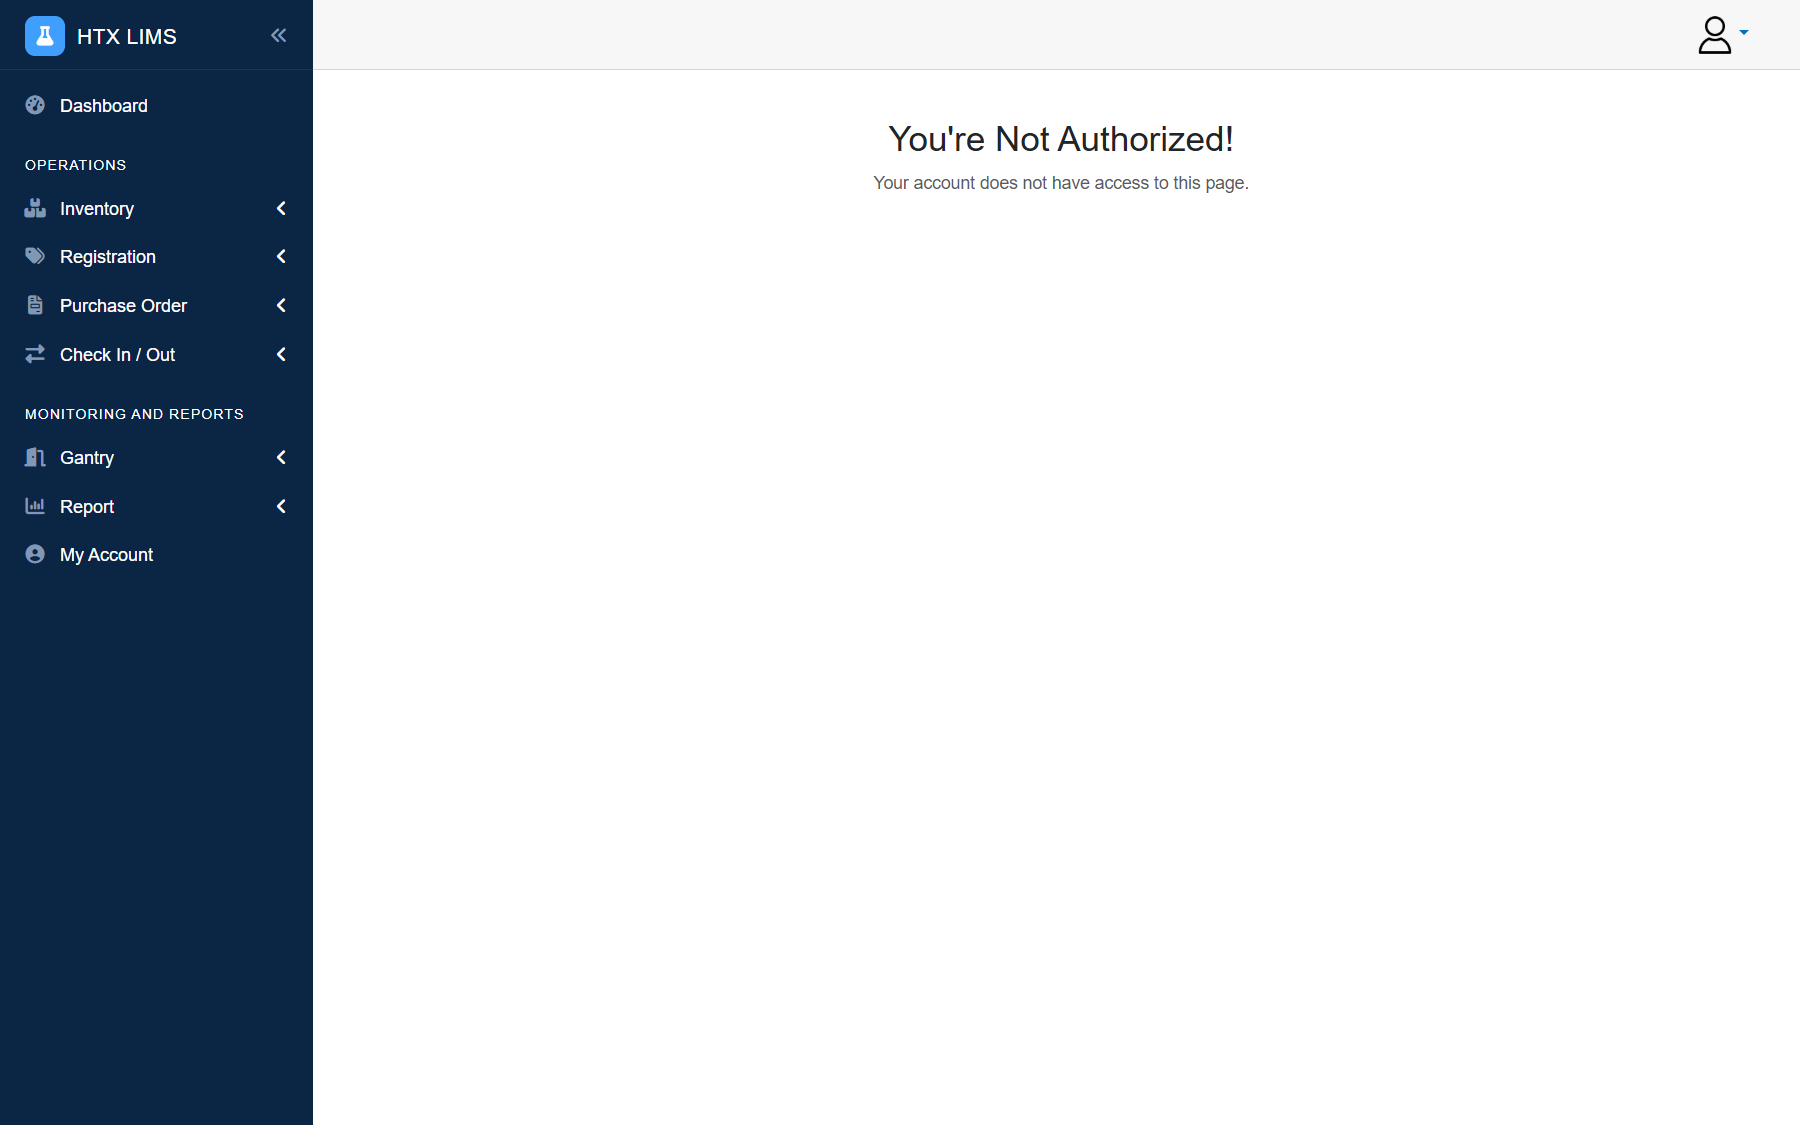 HTX LIMS
Dashboard
OPERATIONS
Inventory
Registration
Purchase Order
Check In / Out
MONITORING AND REPORTS
Gantry
Report
My Account
You're Not Authorized!
Your account does not have access to this page.